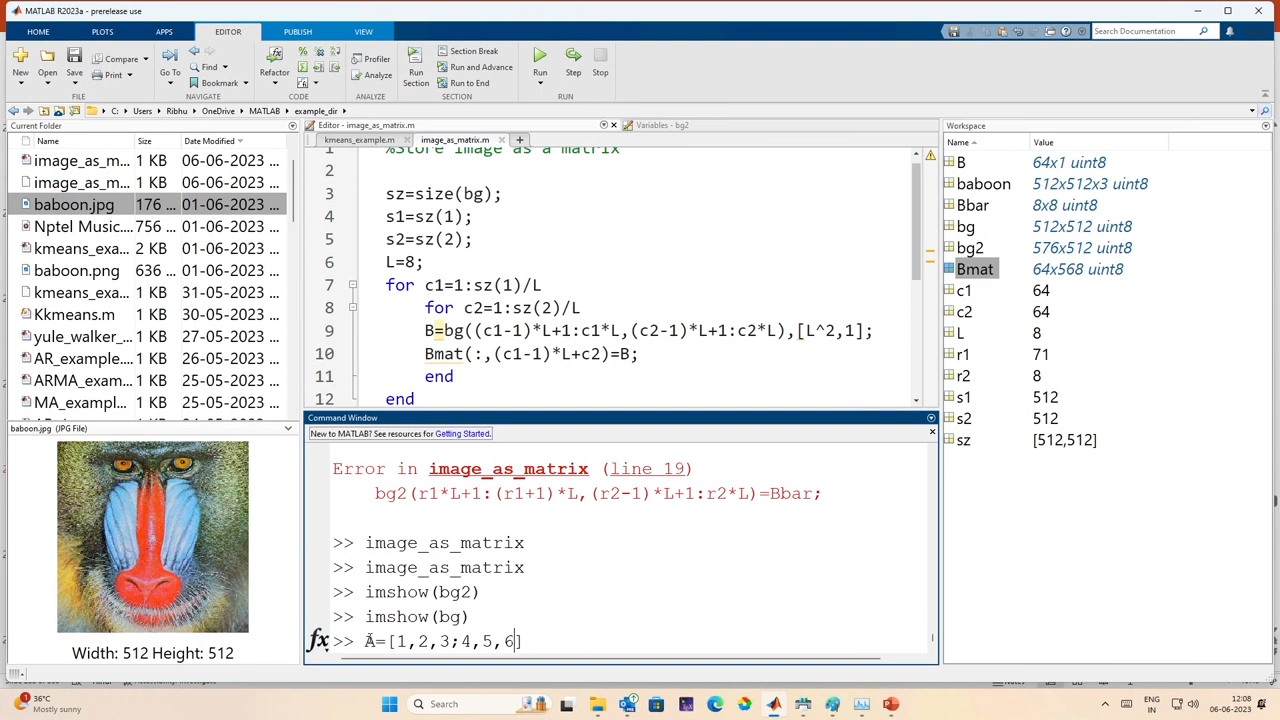 MATLAB R2023a - prerelease use
HOME PLOTS APPS EDITOR PUBLISH VIEW Search Documentation
New Open Save Compare Print Go To Find Bookmark Refactor Profiler Analyze Run Section Section Break Run and Advance Run to End Run Step Stop
FILE NAVIGATE CODE ANALYZE SECTION RUN
C: Users Ribhu OneDrive MATLAB example_dir
Current Folder
Name Size Date Modified
image_as_m... 1 KB 06-06-2023 ...
image_as_m... 1 KB 06-06-2023 ...
baboon.jpg 176 ... 01-06-2023 ...
Nptel Music.... 756 ... 01-06-2023 ...
kmeans_exa... 2 KB 01-06-2023 ...
baboon.png 636 ... 01-06-2023 ...
kmeans_exa... 1 KB 31-05-2023 ...
Kkmeans.m 1 KB 31-05-2023 ...
yule_walker_... 1 KB 31-05-2023 ...
AR_example.... 1 KB 26-05-2023 ...
ARMA_exam... 1 KB 25-05-2023 ...
MA_exampl... 1 KB 25-05-2023 ...
baboon.jpg (JPG File)
Width: 512 Height: 512
Editor - image_as_matrix.m Variables - bg2
kmeans_example.m image_as_matrix.m
1 %Store image as a matrix
2
3 sz=size(bg);
4 s1=sz(1);
5 s2=sz(2);
6 L=8;
7 for c1=1:sz(1)/L
8 for c2=1:sz(2)/L
9 B=bg((c1-1)*L+1:c1*L,(c2-1)*L+1:c2*L),[L^2,1];
10 Bmat(:,(c1-1)*L+c2)=B;
11 end
12 end
Command Window
New to MATLAB? See resources for Getting Started.
Error in image_as_matrix (line 19)
bg2(r1*L+1:(r1+1)*L,(r2-1)*L+1:r2*L)=Bbar;
>> image_as_matrix
>> image_as_matrix
>> imshow(bg2)
>> imshow(bg)
fx >> A=[1,2,3;4,5,6]
Workspace
Name Value
B 64x1 uint8
baboon 512x512x3 uint8
Bbar 8x8 uint8
bg 512x512 uint8
bg2 576x512 uint8
Bmat 64x568 uint8
c1 64
c2 64
L 8
r1 71
r2 8
s1 512
s2 512
sz [512,512]
36°C
Mostly sunny
Search
ENG
IN
12:08
06-06-2023